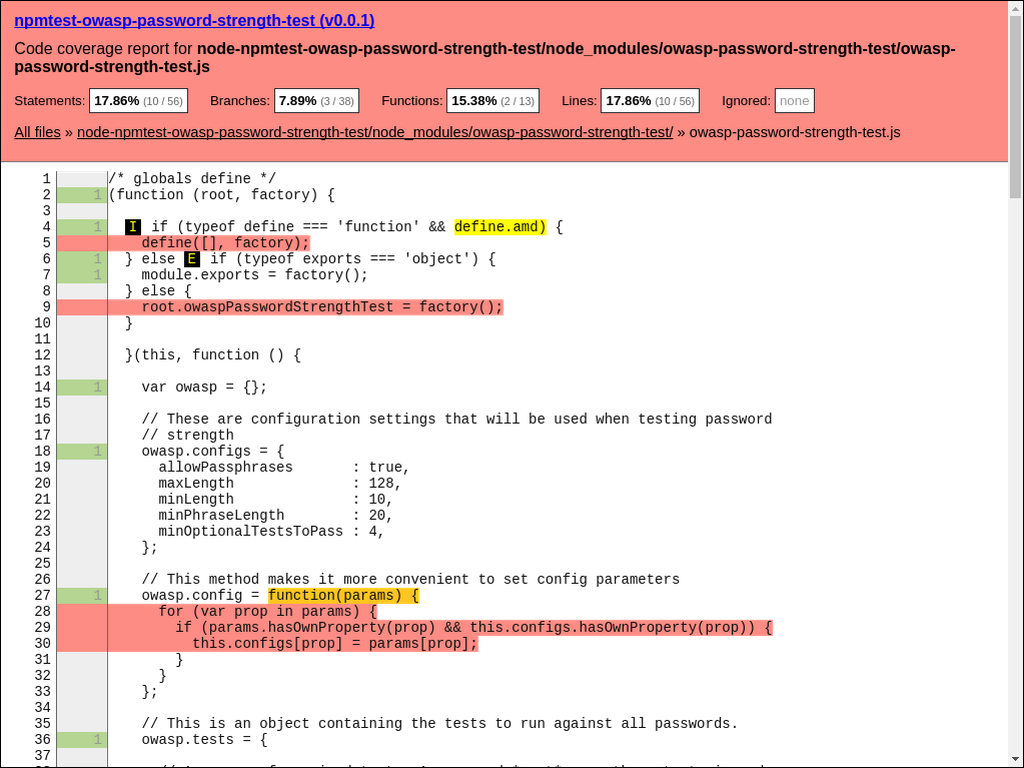 npmtest-owasp-password-strength-test (v0.0.1)
Code coverage report for node-npmtest-owasp-password-strength-test/node_modules/owasp-password-strength-test/owasp-
password-strength-test.js
Statements: 17.86% (10 / 56) Branches: 7.89% (3 / 38) Functions: 15.38% (2 / 13) Lines: 17.86% (10 / 56) Ignored: none
All files » node-npmtest-owasp-password-strength-test/node_modules/owasp-password-strength-test/ » owasp-password-strength-test.js
1 /* globals define */
2 1 (function (root, factory) {
3
4 1 I if (typeof define === 'function' && define.amd) {
5 define([], factory);
6 1 } else E if (typeof exports === 'object') {
7 1 module.exports = factory();
8 } else {
9 root.owaspPasswordStrengthTest = factory();
10 }
11
12 }(this, function () {
13
14 1 var owasp = {};
15
16 // These are configuration settings that will be used when testing password
17 // strength
18 1 owasp.configs = {
19 allowPassphrases : true,
20 maxLength : 128,
21 minLength : 10,
22 minPhraseLength : 20,
23 minOptionalTestsToPass : 4,
24 };
25
26 // This method makes it more convenient to set config parameters
27 1 owasp.config = function(params) {
28 for (var prop in params) {
29 if (params.hasOwnProperty(prop) && this.configs.hasOwnProperty(prop)) {
30 this.configs[prop] = params[prop];
31 }
32 }
33 };
34
35 // This is an object containing the tests to run against all passwords.
36 1 owasp.tests = {
37